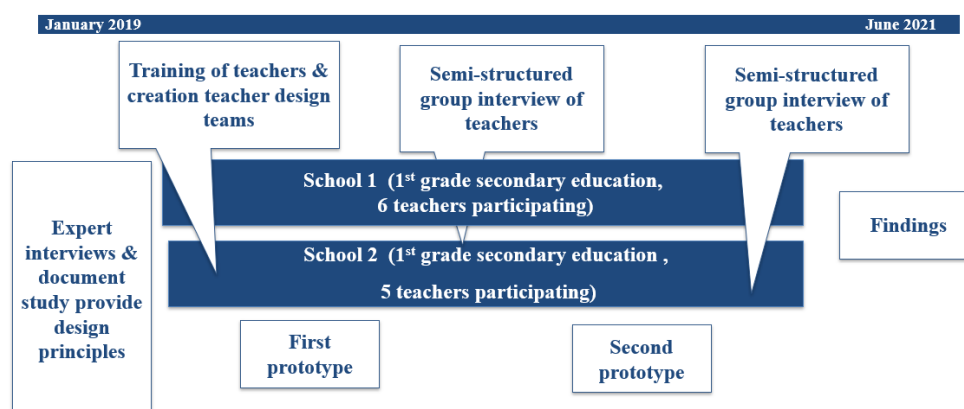 January 2019
June 2021
Training of teachers &
creation teacher design
teams
Semi-structured
group interview of
teachers
Semi-structured
group interview of
teachers
Expert
interviews &
document
study provide
design
principles
School 1  (1st grade secondary education,
6 teachers participating)
School 2  (1st grade secondary education ,
5 teachers participating)
Findings
First
prototype
Second
prototype